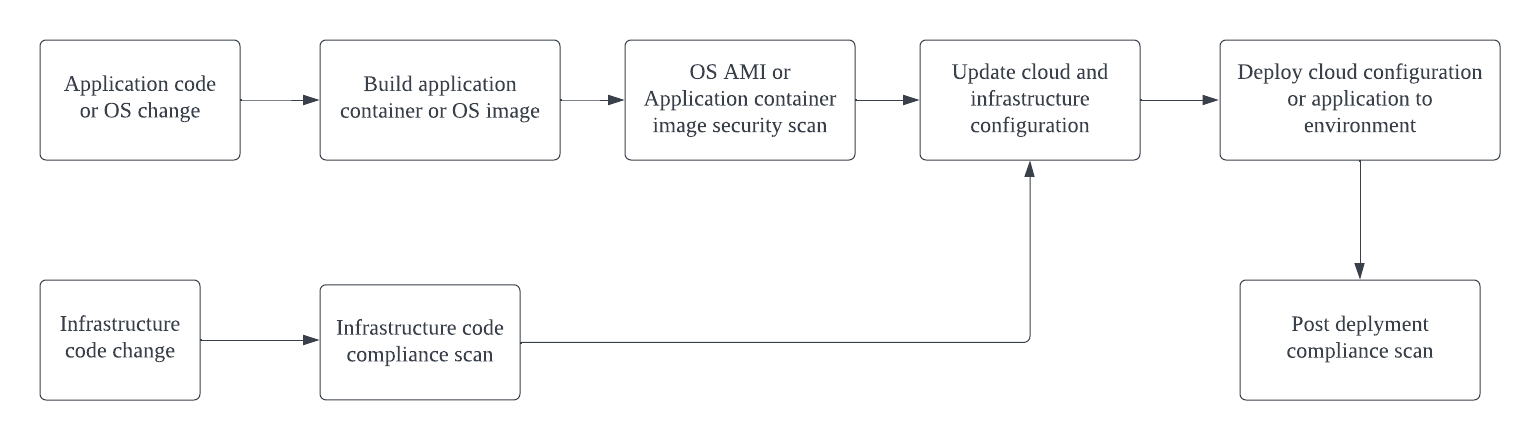 Application code
or OS change
Build application
container or OS image
OS AMI or
Application container
image security scan
Update cloud and
infrastructure
configuration
Deploy cloud configuration
or application to
environment
Infrastructure
code change
Infrastructure code
compliance scan
Post deplyment
compliance scan